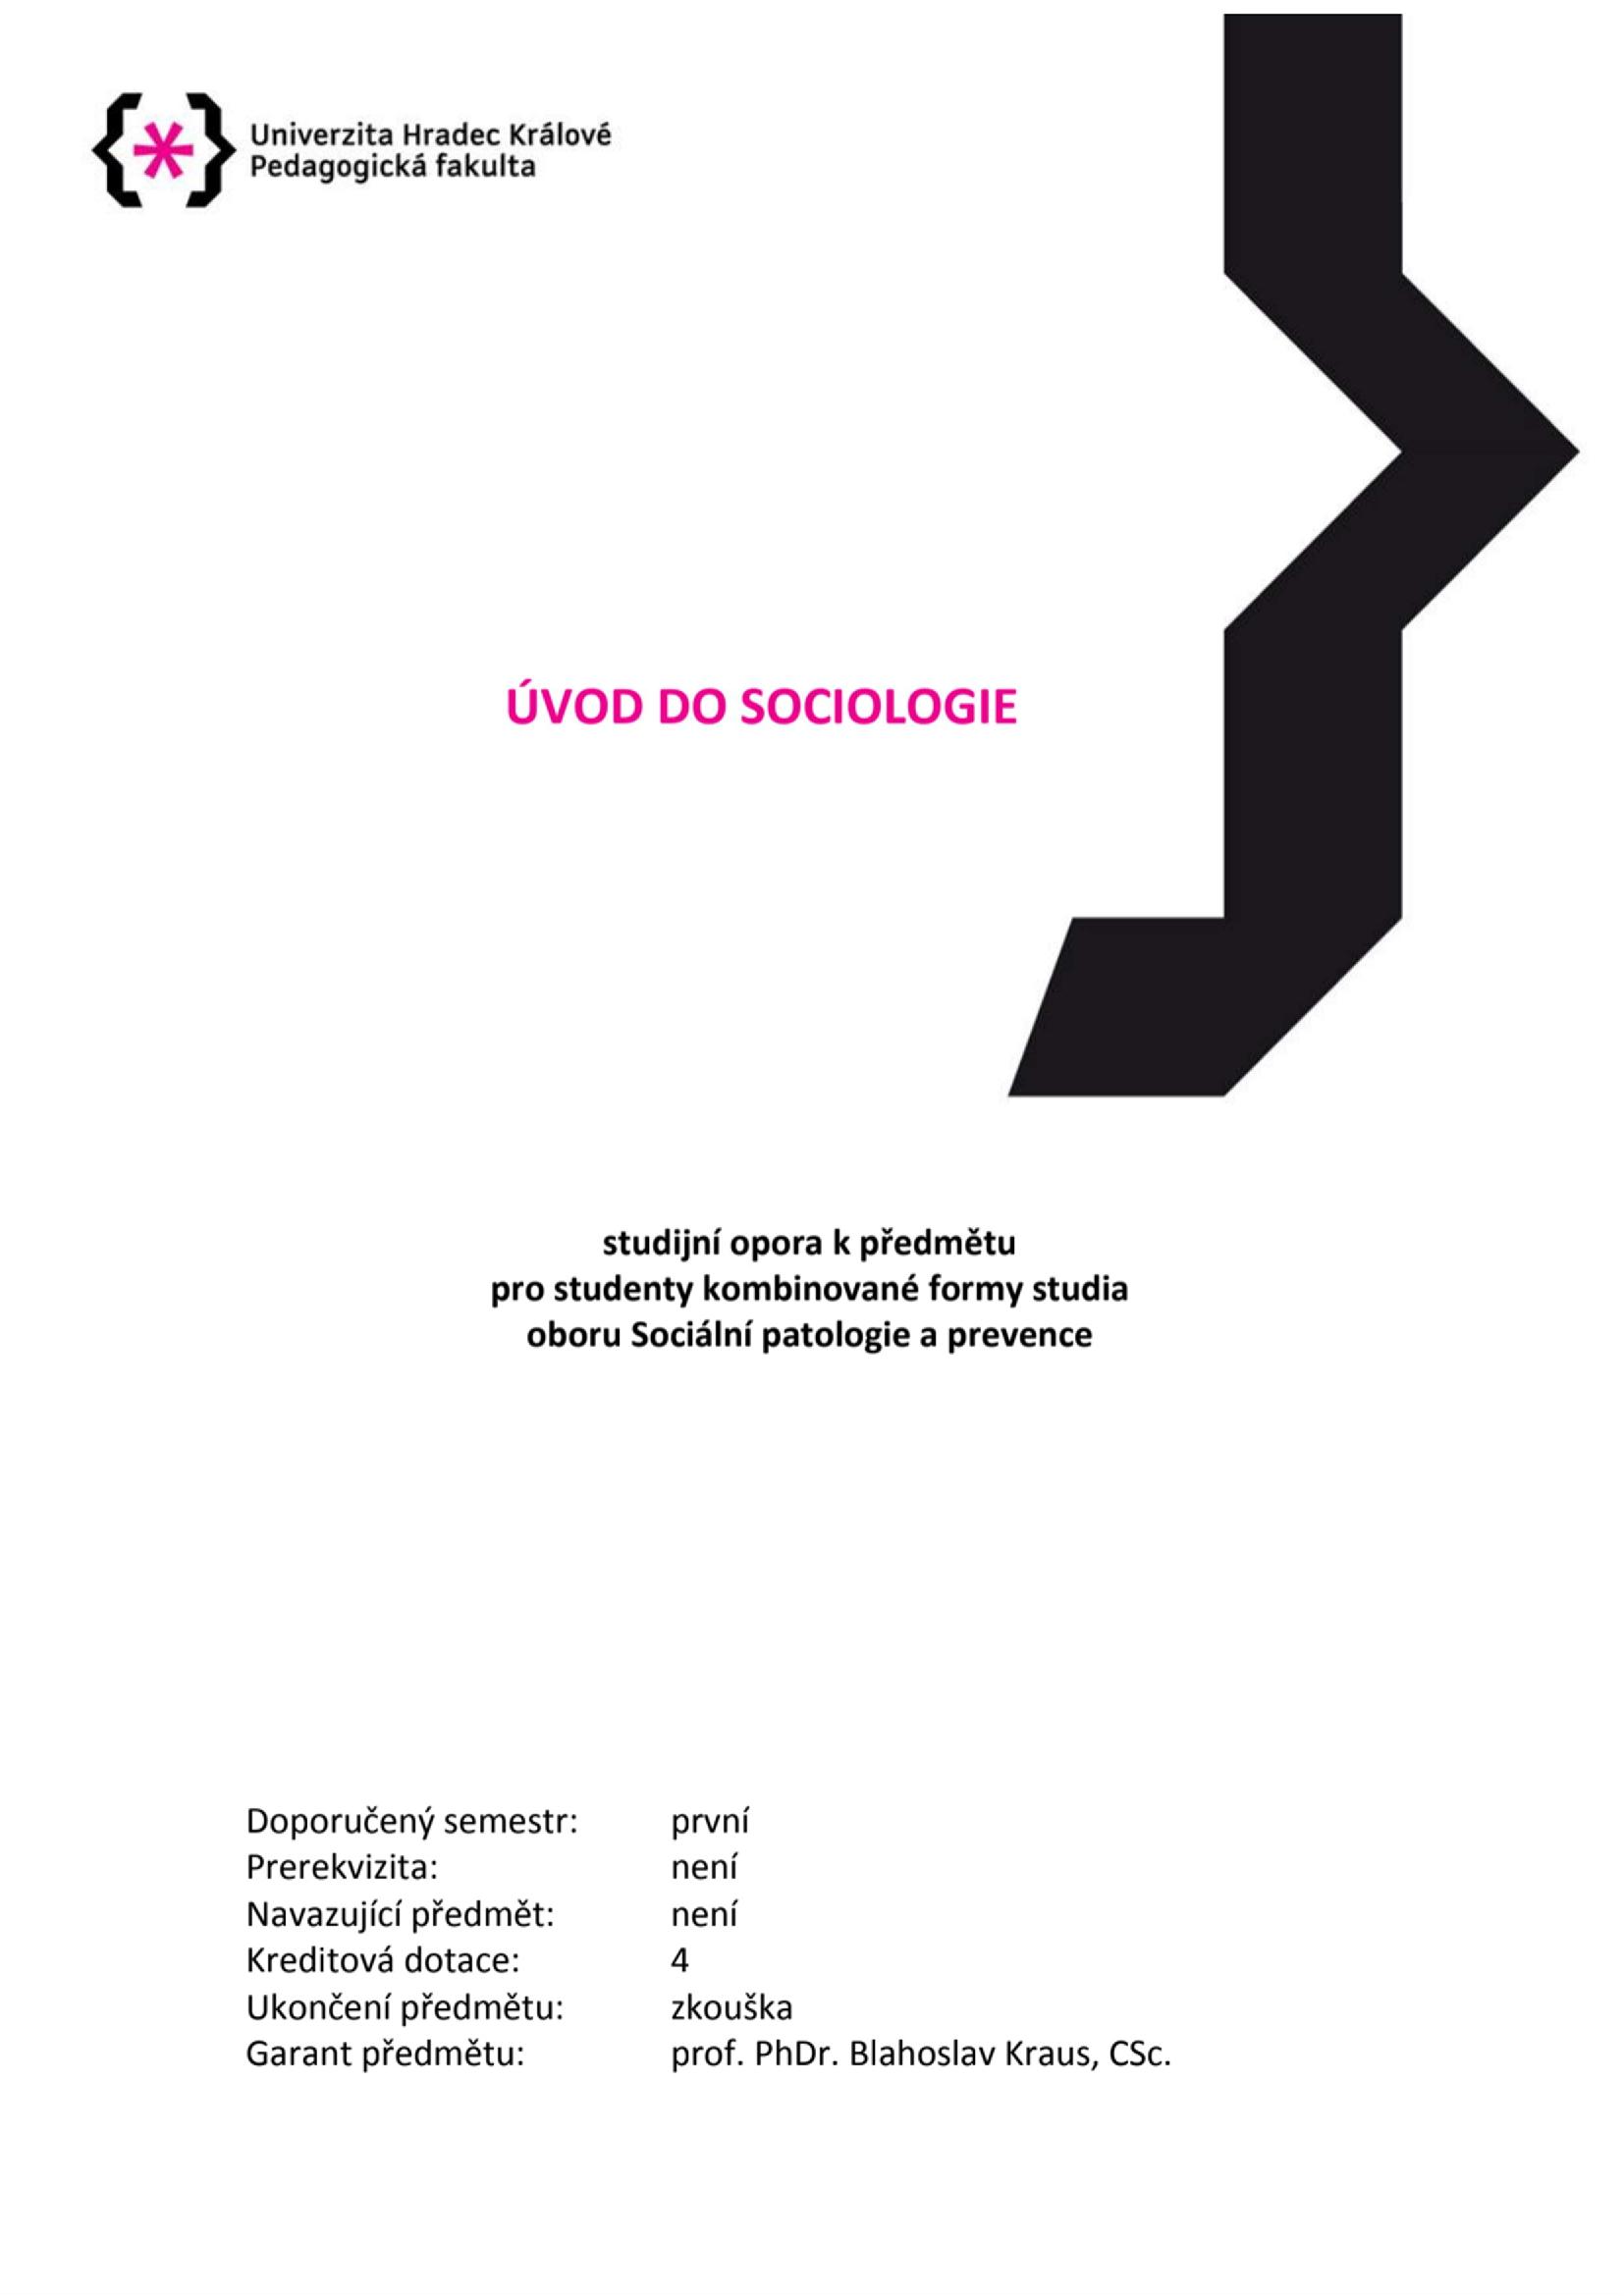 Univerzita Hradec Králové
Pedagogická fakulta
ÚVOD DO SOCIOLOGIE
studijní opora k předmětu
pro studenty kombinované formy studia
oboru Sociální patologie a prevence
Doporučený semestr: první
Prerekvizita: není
Navazující předmět: není
Kreditová dotace: 4
Ukončení předmětu: zkouška
Garant předmětu: prof. PhDr. Blahoslav Kraus, CSc.